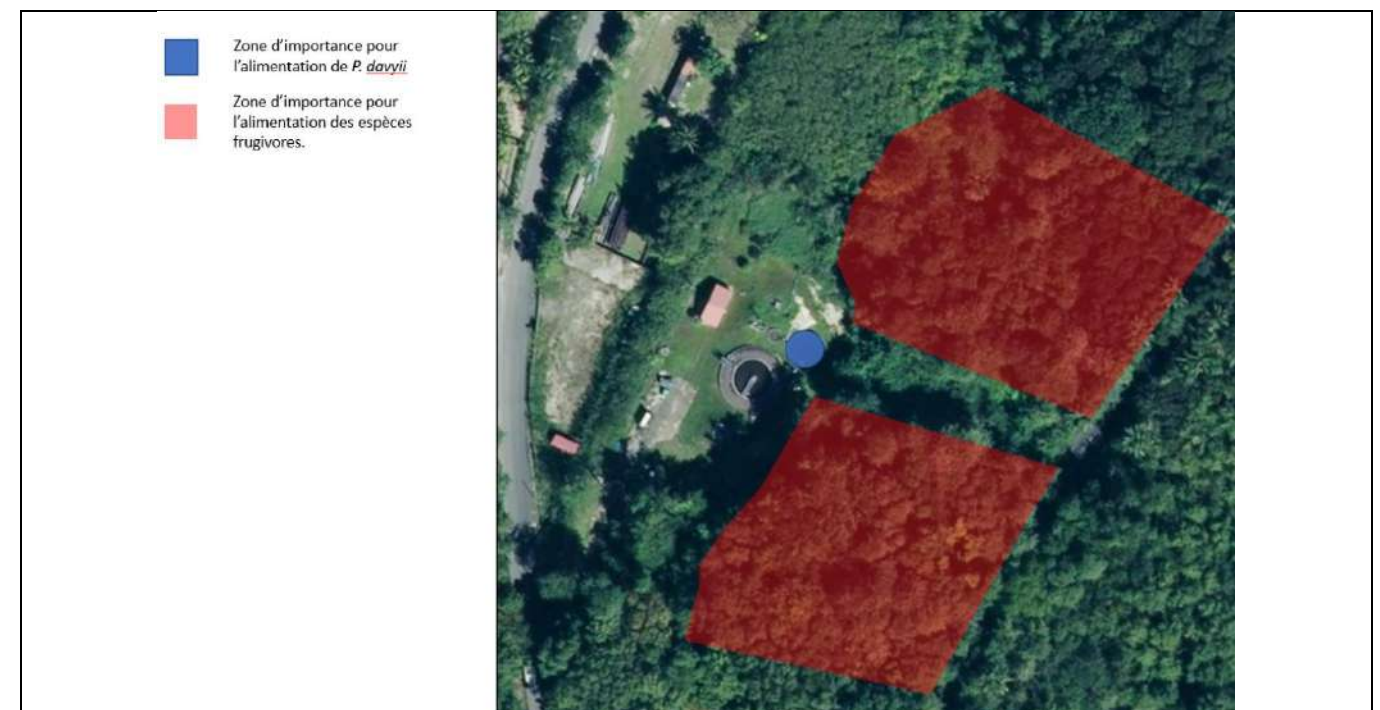 Zone d'importance pour
l'alimentation de P. davyii
Zone d'importance pour
l'alimentation des espèces
frugivores.